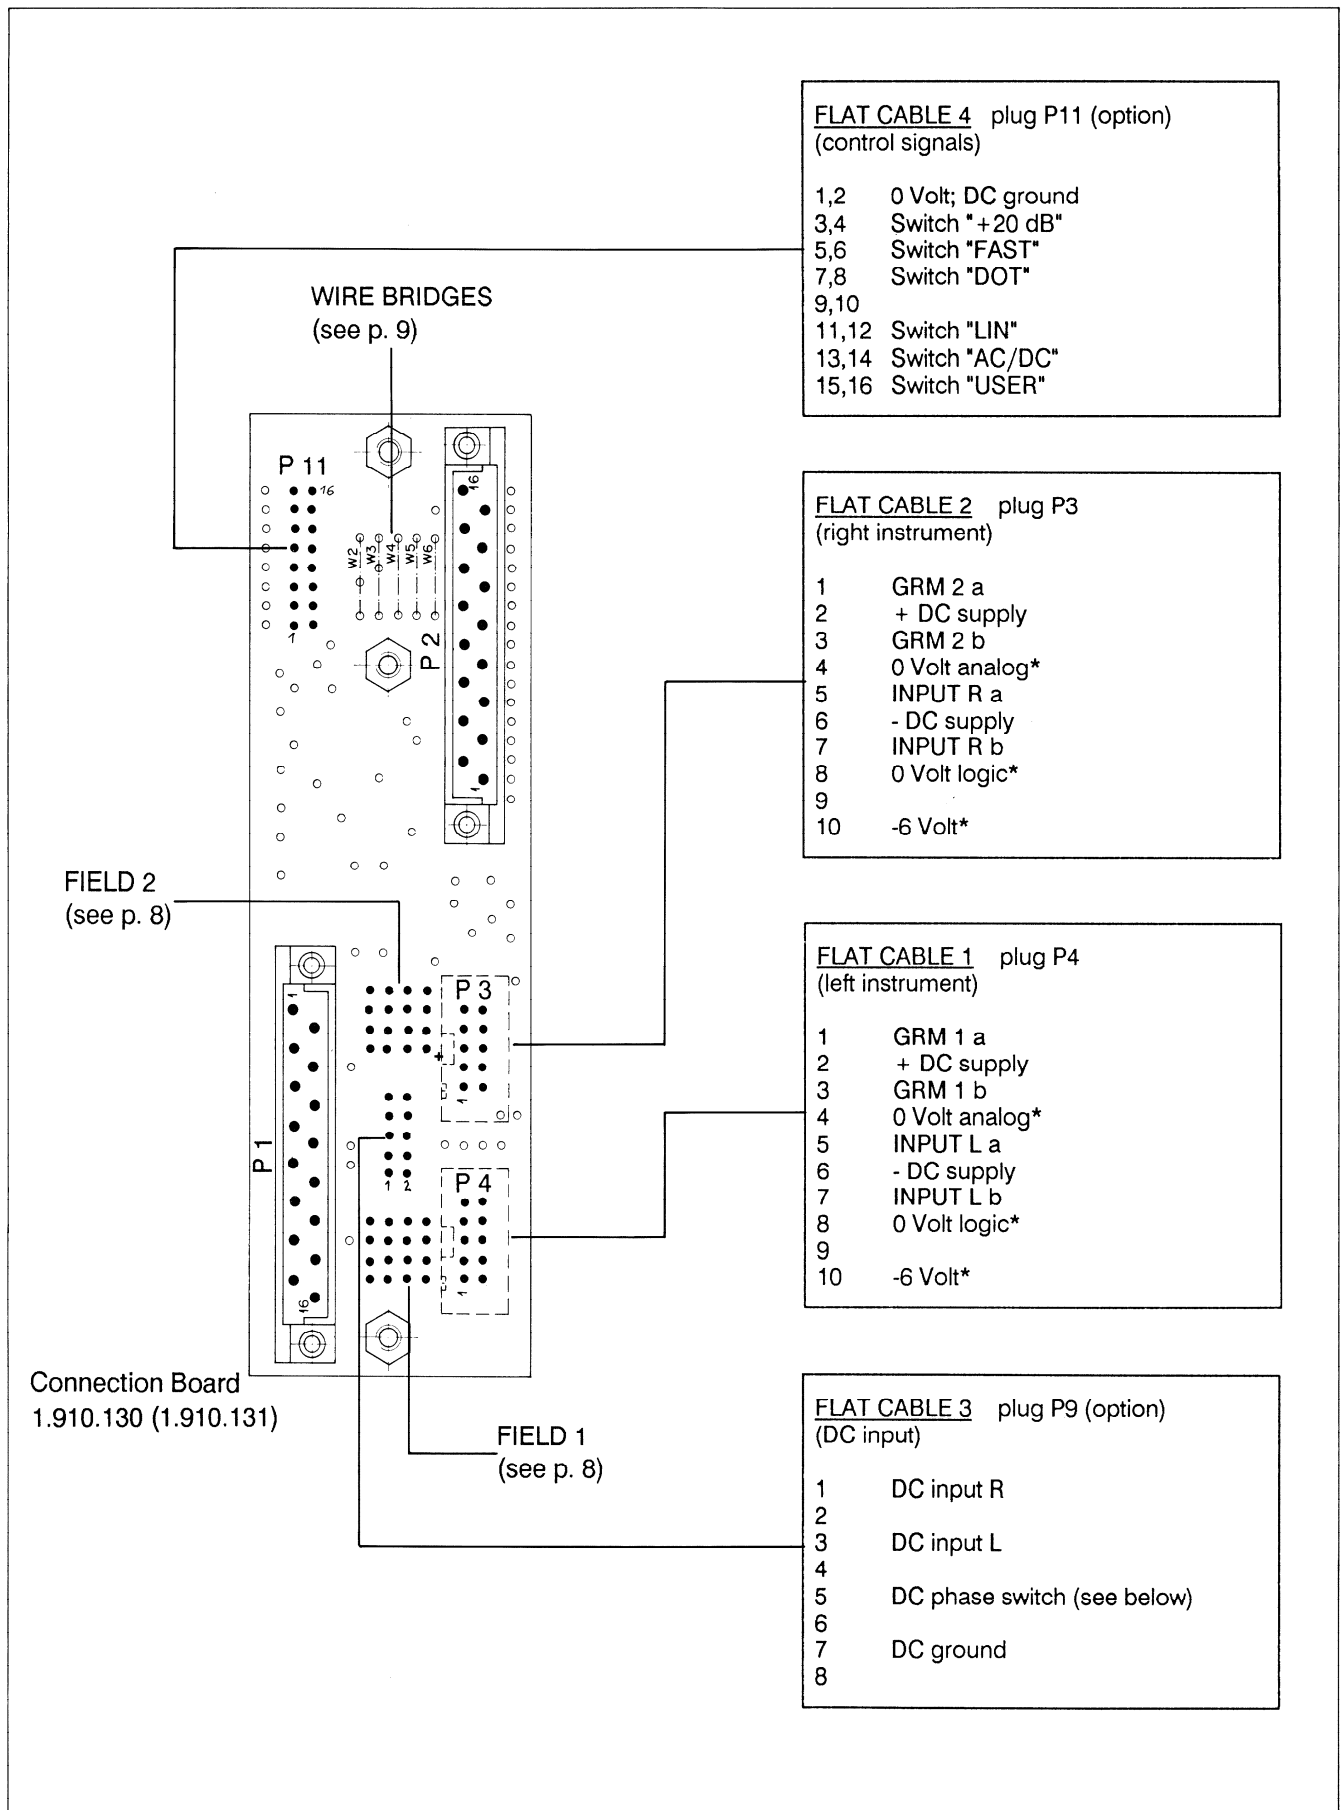 FLAT CABLE 4 plug P11 (option)
(control signals)
1,2 0 Volt; DC ground
3,4 Switch "+20 dB"
5,6 Switch "FAST"
7,8 Switch "DOT"
9,10
11,12 Switch "LIN"
13,14 Switch "AC/DC"
15,16 Switch "USER"
WIRE BRIDGES
(see p. 9)
P 11
16
1
W2
W3
W4
W5
W6
P 2
16
1
FLAT CABLE 2 plug P3
(right instrument)
1 GRM 2 a
2 + DC supply
3 GRM 2 b
4 0 Volt analog*
5 INPUT R a
6 - DC supply
7 INPUT R b
8 0 Volt logic*
9
10 -6 Volt*
FIELD 2
(see p. 8)
P 3
+
1
P 1
1
16
1 2
P 4
1
FLAT CABLE 1 plug P4
(left instrument)
1 GRM 1 a
2 + DC supply
3 GRM 1 b
4 0 Volt analog*
5 INPUT L a
6 - DC supply
7 INPUT L b
8 0 Volt logic*
9
10 -6 Volt*
Connection Board
1.910.130 (1.910.131)
FIELD 1
(see p. 8)
FLAT CABLE 3 plug P9 (option)
(DC input)
1 DC input R
2
3 DC input L
4
5 DC phase switch (see below)
6
7 DC ground
8